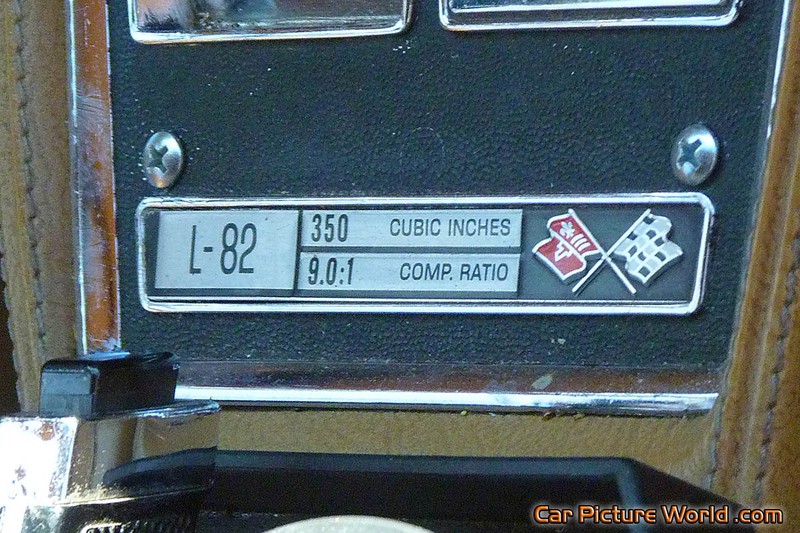 L-82
350 CUBIC INCHES
9.0:1 COMP. RATIO
Car Picture World .com